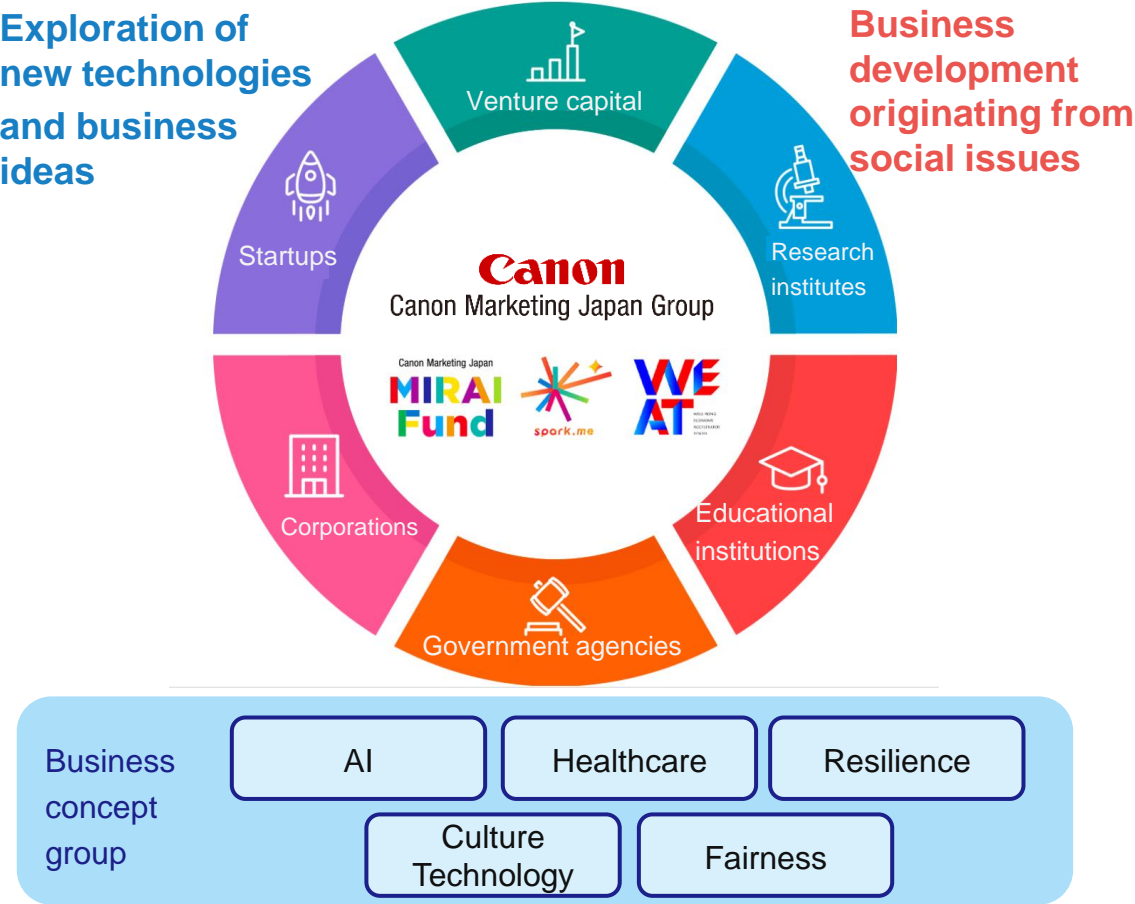 Exploration of
new technologies
and business
ideas
Business
development
originating from
social issues
Venture capital
Startups
Research
institutes
Canon
Canon Marketing Japan Group
Canon Marketing Japan
MIRAI
Fund
spark.me
WE
AT
Corporations
Educational
institutions
Government agencies
Business
concept
group
AI
Healthcare
Resilience
Culture
Technology
Fairness